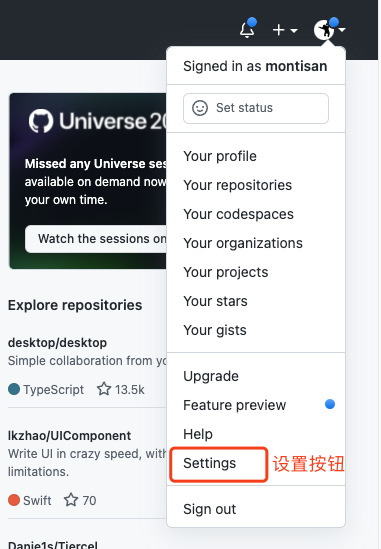 Signed in as montisan
Set status
Universe 20
Missed any Universe ses
available on demand now
your own time.
Watch the sessions on
Your profile
Your repositories
Your codespaces
Your organizations
Your projects
Your stars
Your gists
Explore repositories
desktop/desktop
Simple collaboration from yo
TypeScript 13.5k
lkzhao/UIComponent
Write UI in crazy speed, with
limitations.
Swift 70
Danie1s/Tiercel
Upgrade
Feature preview
Help
Settings 设置按钮
Sign out